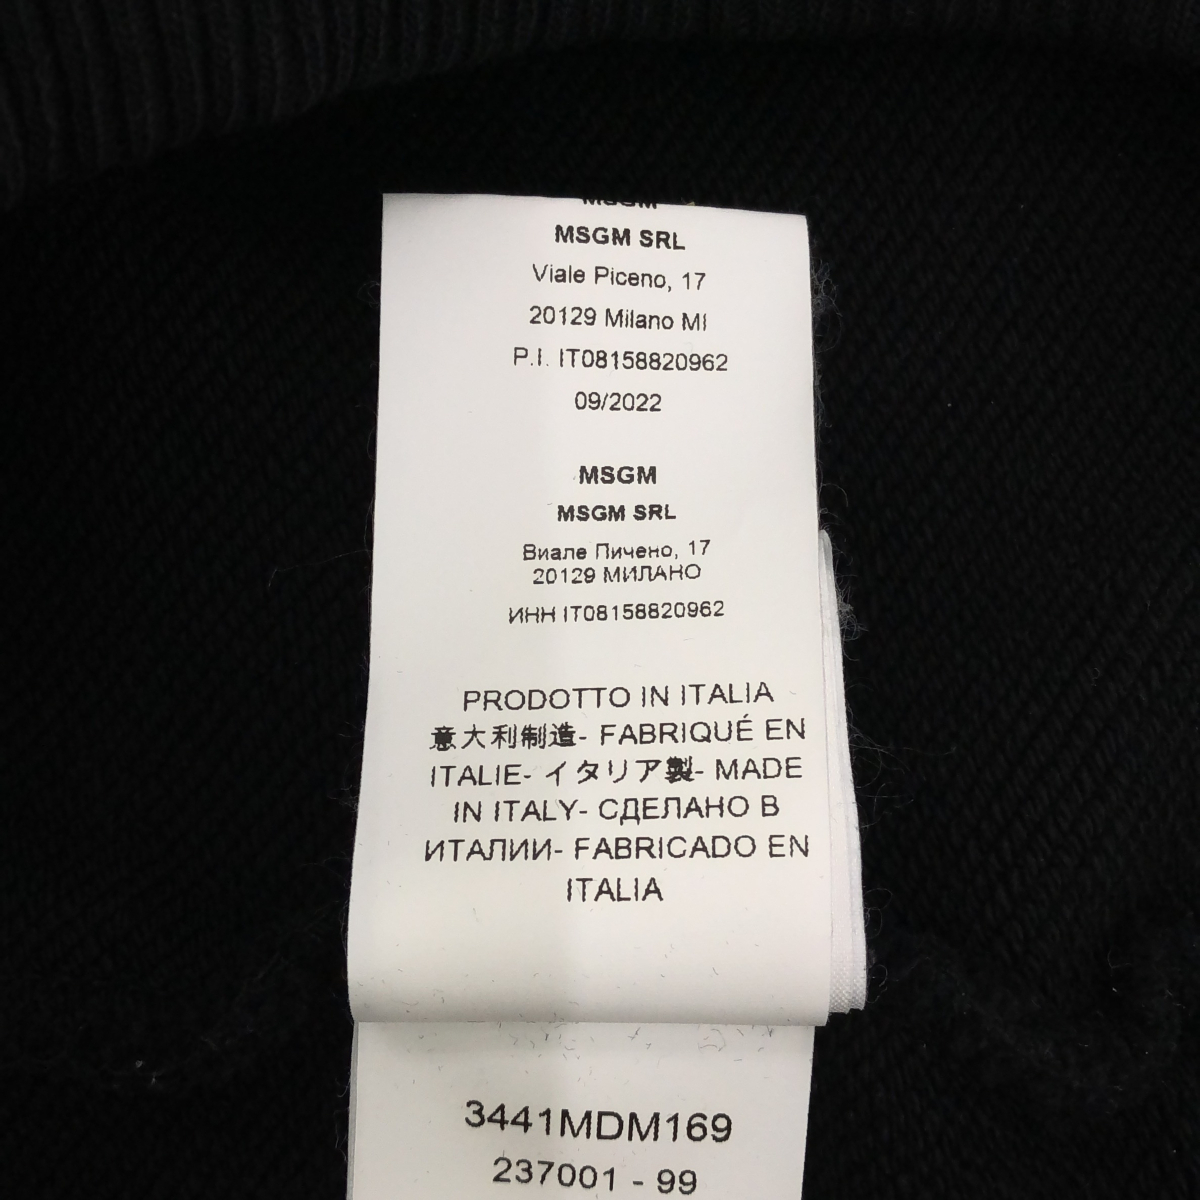 MSGM
MSGM SRL
Viale Piceno, 17
20129 Milano MI
P.I. IT08158820962
09/2022
MSGM
MSGM SRL
Виале Пичено, 17
20129 МИЛАНО
ИНН IT08158820962
PRODOTTO IN ITALIA
意大利制造- FABRIQUÉ EN
ITALIE- イタリア製- MADE
IN ITALY- СДЕЛАНО В
ИТАЛИИ- FABRICADO EN
ITALIA
3441MDM169
237001 - 99